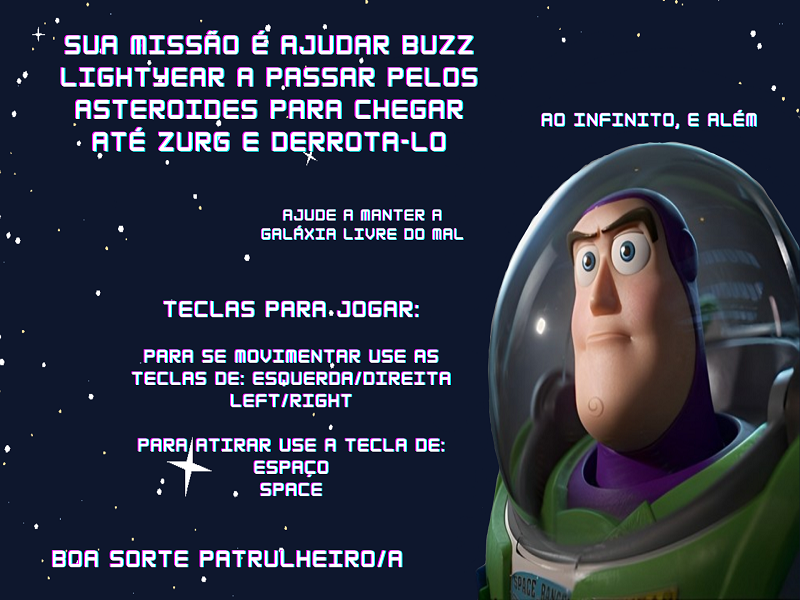 SUA MISSÃO É AJUDAR BUZZ
LIGHTYEAR A PASSAR PELOS
ASTEROIDES PARA CHEGAR
ATÉ ZURG E DERROTA-LO
AO INFINITO, E ALÉM
AJUDE A MANTER A
GALÁXIA LIVRE DO MAL
TECLAS PARA JOGAR:
PARA SE MOVIMENTAR USE AS
TECLAS DE: ESQUERDA/DIREITA
LEFT/RIGHT
PARA ATIRAR USE A TECLA DE:
ESPAÇO
SPACE
BOA SORTE PATRULHEIRO/A
SPACE